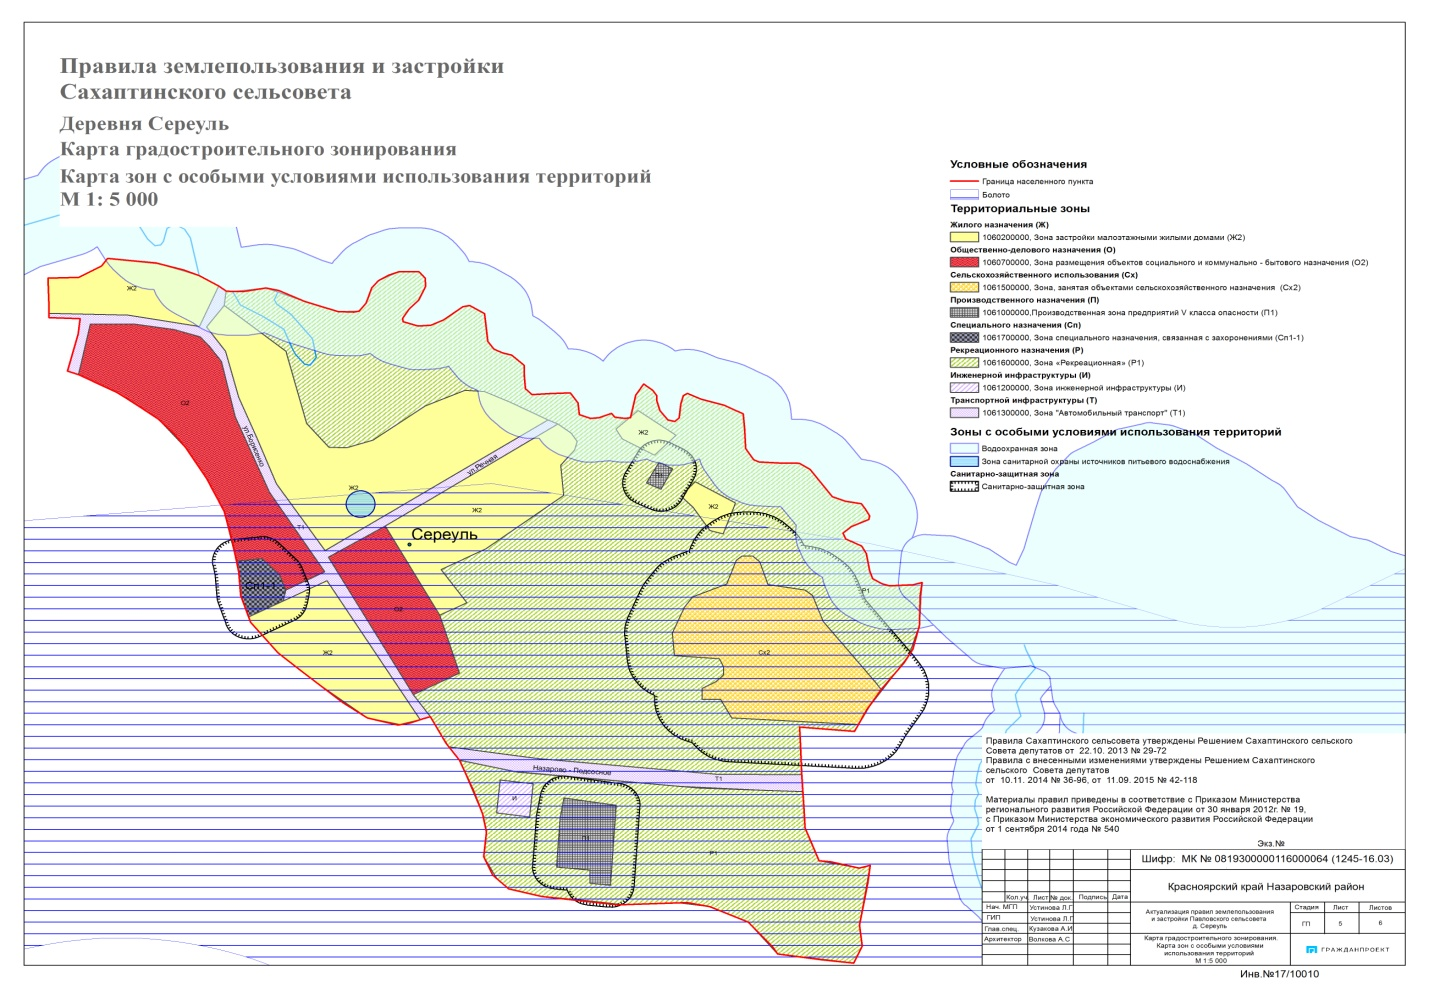 Правила землепользования и застройки
Сахаптинского сельсовета
Деревня Сереуль
Карта градостроительного зонирования
Карта зон с особыми условиями использования территорий
М 1: 5 000
Условные обозначения
Граница населенного пункта
Болото
Территориальные зоны
Жилого назначения (Ж)
1060200000, Зона застройки малоэтажными жилыми домами (Ж2)
Общественно-делового назначения (О)
1060700000, Зона размещения объектов социального и коммунально - бытового назначения (О2)
Сельскохозяйственного использования (Сх)
1061500000, Зона, занятая объектами сельскохозяйственного назначения (Сх2)
Производственного назначения (П)
1061000000,Производственная зона предприятий V класса опасности (П1)
Специального назначения (Сп)
1061700000, Зона специального назначения, связанная с захоронениями (Сп1-1)
Рекреационного назначения (Р)
1061600000, Зона «Рекреационная» (Р1)
Инженерной инфраструктуры (И)
1061200000, Зона инженерной инфраструктуры (И)
Транспортной инфраструктуры (Т)
1061300000, Зона "Автомобильный транспорт" (Т1)
Зоны с особыми условиями использования территорий
Водоохранная зона
Зона санитарной охраны источников питьевого водоснабжения
Санитарно-защитная зона
Санитарно-защитная зона
Ж2
О2
ул.Борисенко
ул.Речная
Ж2
Ж2
Ж2
Ж2
Т1
Сереуль
Сп1-1
Р1
О2
Ж2
Сх2
Назарово - Подсосное
Т1
И
П1
Р1
Правила Сахаптинского сельсовета утверждены Решением Сахаптинского сельского
Совета депутатов от 22.10. 2013 № 29-72
Правила с внесенными изменениями утверждены Решением Сахаптинского
сельского Совета депутатов
от 10.11. 2014 № 36-96, от 11.09. 2015 № 42-118
Материалы правил приведены в соответствие с Приказом Министерства
регионального развития Российской Федерации от 30 января 2012г. № 19,
с Приказом Министерства экономического развития Российской Федерации
от 1 сентября 2014 года № 540
Экз.№
Шифр: МК № 0819300000116000064 (1245-16.03)
Красноярский край Назаровский район
Кол.уч Лист № док. Подпись Дата
Нач. МГП Устинова Л.Г
ГИП Устинова Л.Г
Глав.спец. Кузакова А.И
Архитектор Волкова А.С
Актуализация правил землепользования
и застройки Павловского сельсовета
д. Сереуль
Стадия Лист Листов
ГП 5 6
Карта градостроительного зонирования.
Карта зон с особыми условиями
использования территорий
М 1:5 000
ГРАЖДАНПРОЕКТ
Инв.№17/10010